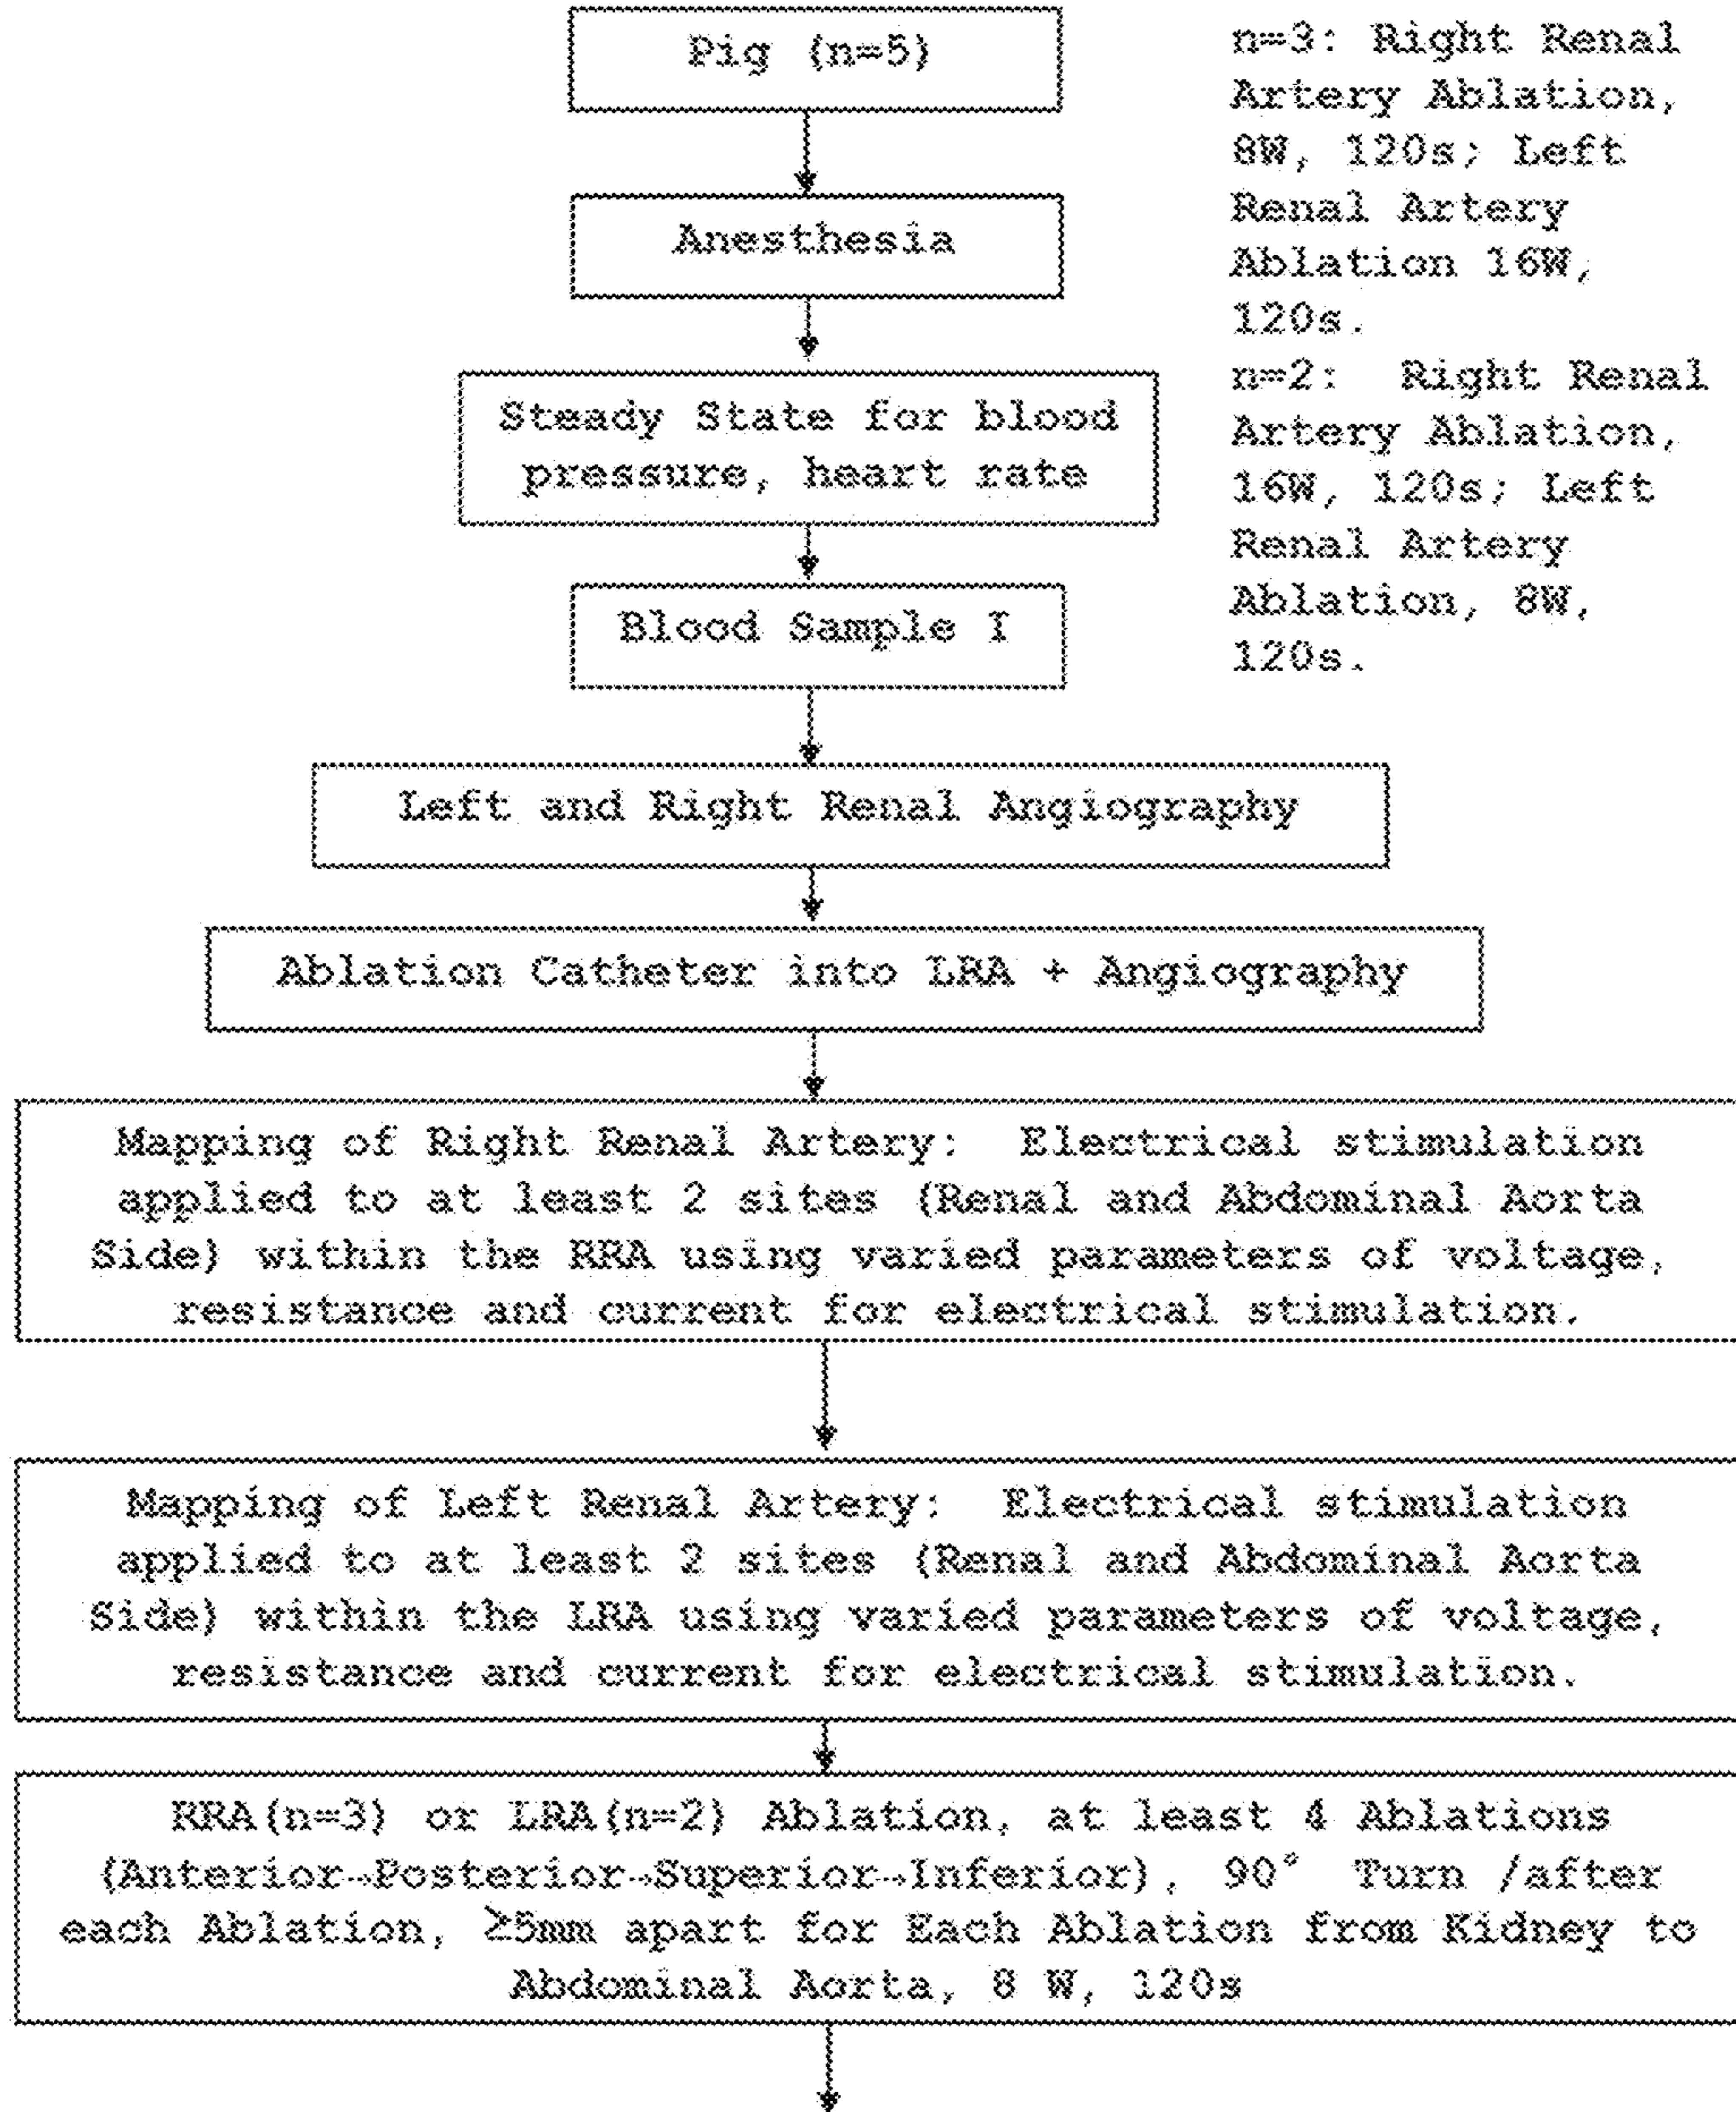 Pig (n=5)
Anesthesia
Steady State for blood
pressure, heart rate
Blood Sample I
n=3: Right Renal
Artery Ablation,
8W, 120s; Left
Renal Artery
Ablation 16W,
120s.
n=2: Right Renal
Artery Ablation,
16W, 120s; Left
Renal Artery
Ablation, 8W,
120s.
Left and Right Renal Angiography
Ablation Catheter into LRA + Angiography
Mapping of Right Renal Artery: Electrical stimulation
applied to at least 2 sites (Renal and Abdominal Aorta
Side) within the RRA using varied parameters of voltage,
resistance and current for electrical stimulation.
Mapping of Left Renal Artery: Electrical stimulation
applied to at least 2 sites (Renal and Abdominal Aorta
Side) within the LRA using varied parameters of voltage,
resistance and current for electrical stimulation.
RRA(n=3) or LRA(n=2) Ablation, at least 4 Ablations
(Anterior→Posterior→Superior→Inferior), 90° Turn /after
each Ablation, ≥5mm apart for Each Ablation from Kidney to
Abdominal Aorta, 8 W, 120s